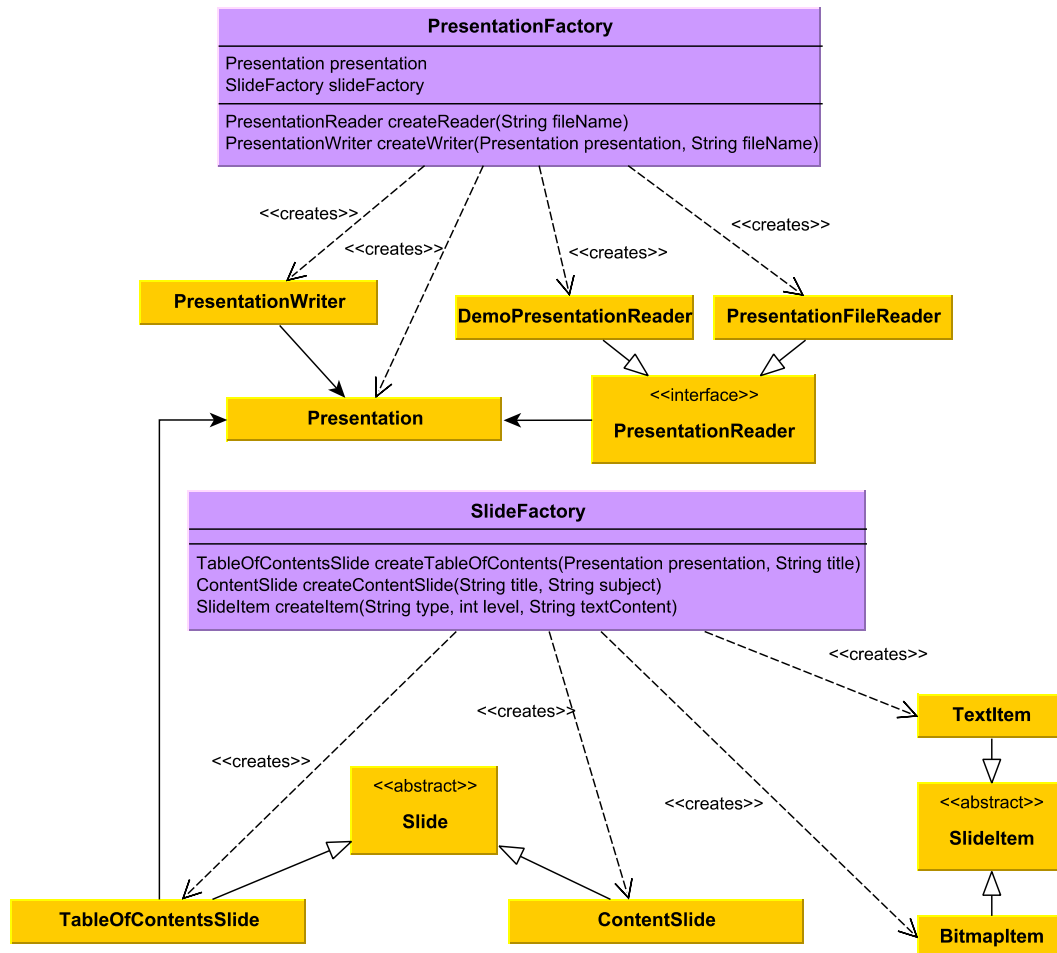 PresentationFactory
Presentation presentation
SlideFactory slideFactory
PresentationReader createReader(String fileName)
PresentationWriter createWriter(Presentation presentation, String fileName)
<<creates>>
<<creates>>
<<creates>>
<<creates>>
PresentationWriter
DemoPresentationReader
PresentationFileReader
<<interface>>
PresentationReader
Presentation
SlideFactory
TableOfContentsSlide createTableOfContents(Presentation presentation, String title)
ContentSlide createContentSlide(String title, String subject)
SlideItem createItem(String type, int level, String textContent)
<<creates>>
<<creates>>
<<creates>>
<<creates>>
TextItem
<<abstract>>
Slide
<<abstract>>
SlideItem
TableOfContentsSlide
ContentSlide
BitmapItem